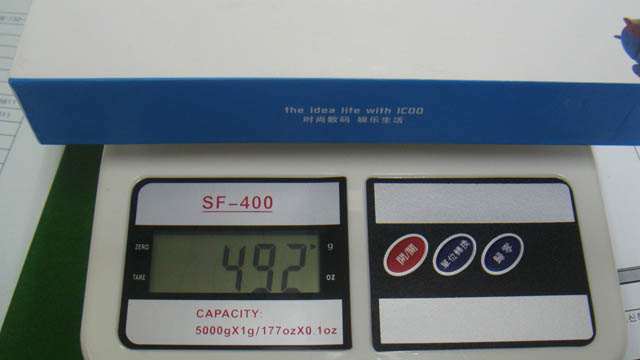 the idea life with ICOO
时尚数码 娱乐生活
SF-400
ZERO
492
g
TARE
oz
開關
單位轉換
歸零
CAPACITY:
5000gX1g/177ozX0.1oz